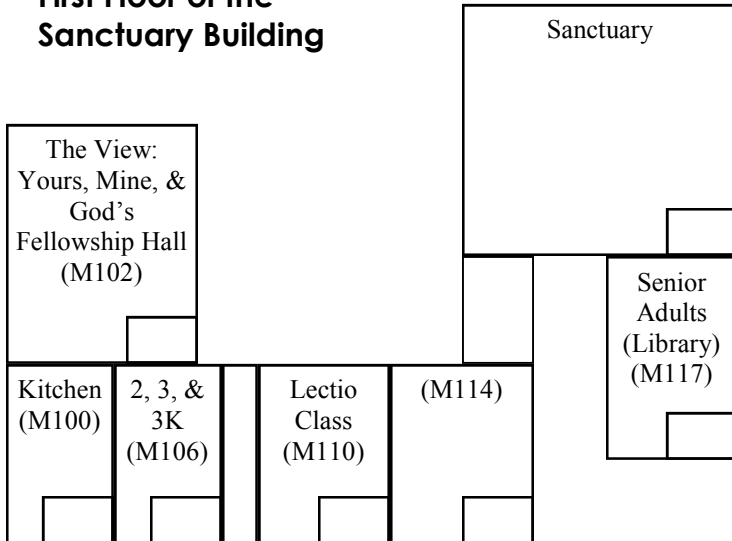 First Floor of the
Sanctuary Building
Sanctuary
The View:
Yours, Mine, &
God's
Fellowship Hall
(M102)
Senior
Adults
(Library)
(M117)
Kitchen
(M100)
2, 3, &
3K
(M106)
Lectio
Class
(M110)
(M114)